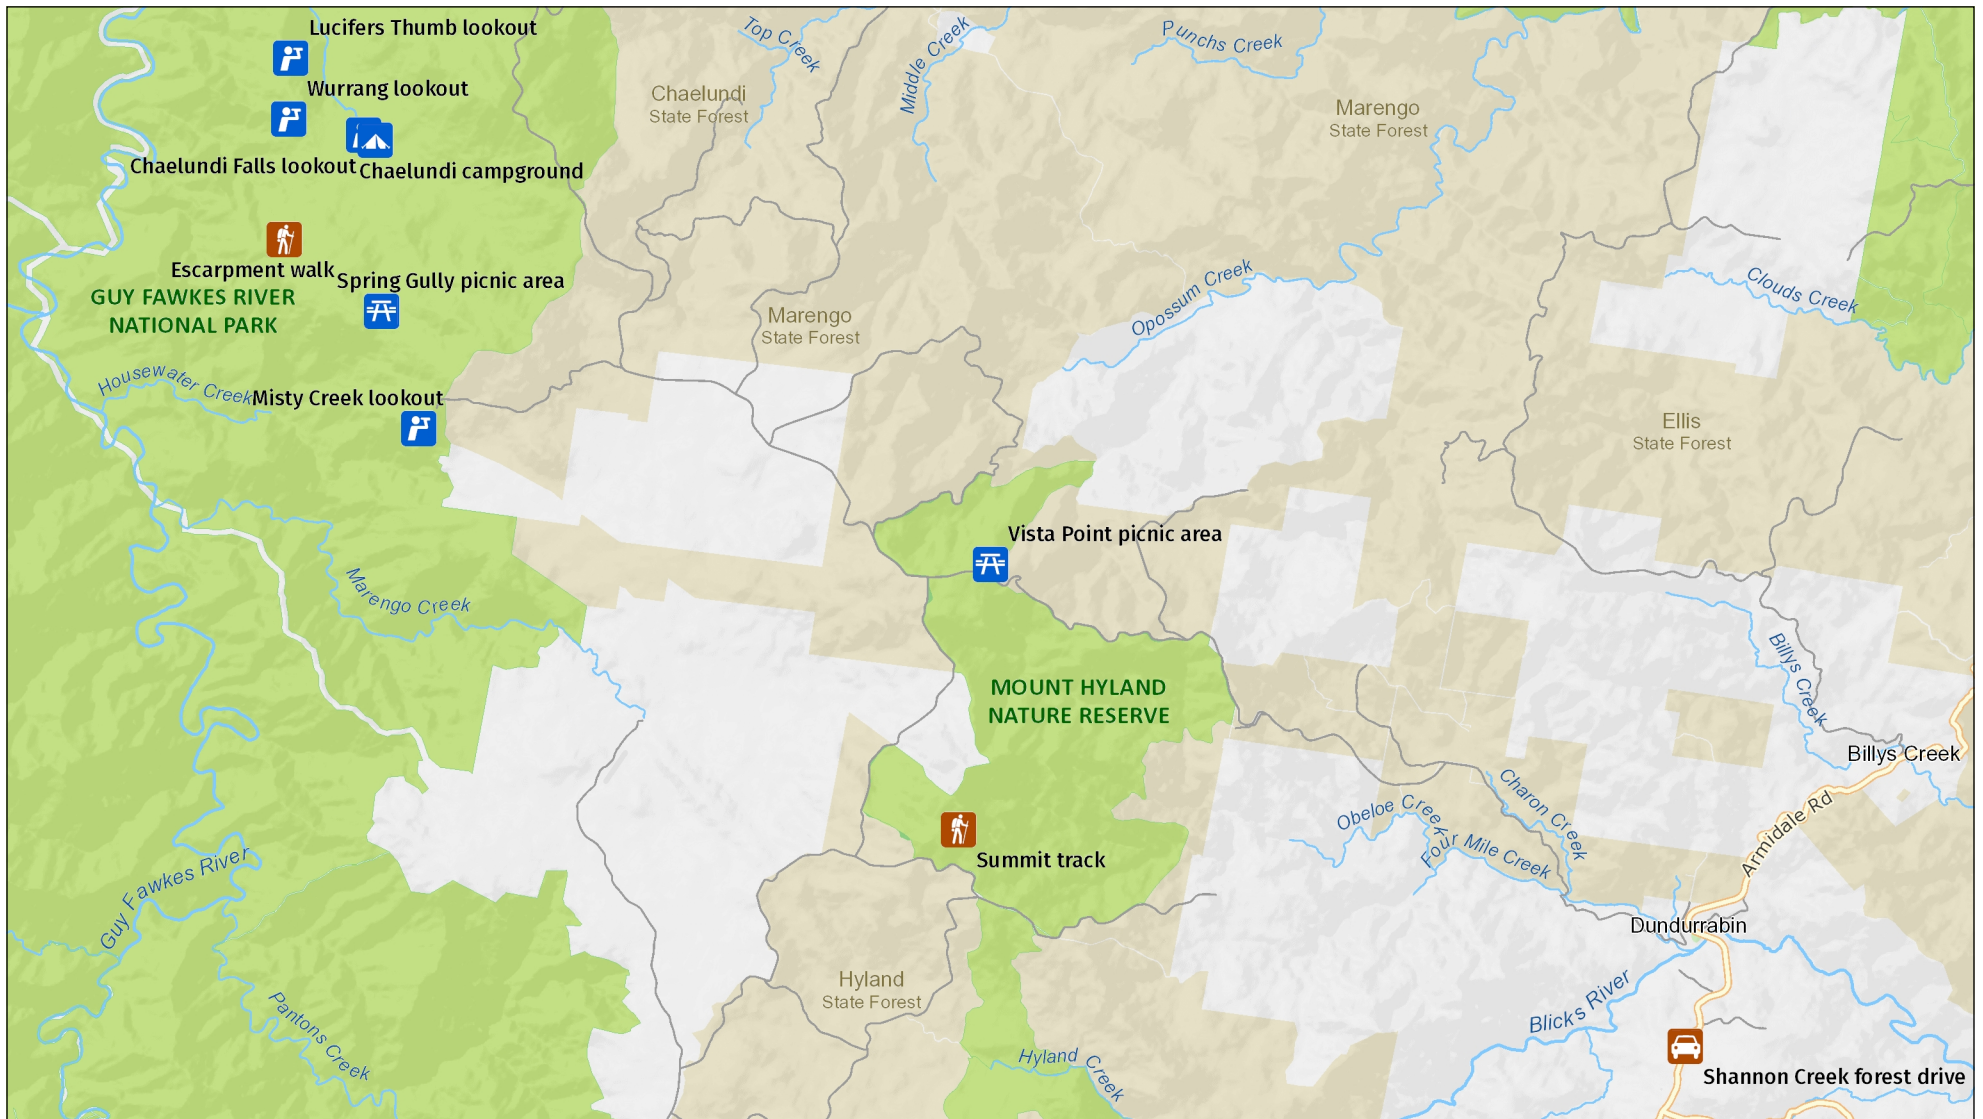 Lucifers Thumb lookout
Top Creek
Middle Creek
Punchs Creek
Wurrang lookout
Chaelundi
State Forest
Marengo
State Forest
Chaelundi Falls lookout
Chaelundi campground
Escarpment walk
Spring Gully picnic area
GUY FAWKES RIVER
NATIONAL PARK
Opossum Creek
Clouds Creek
Marengo
State Forest
Housewater Creek
Misty Creek lookout
Ellis
State Forest
Vista Point picnic area
Marengo Creek
MOUNT HYLAND
NATURE RESERVE
Billys Creek
Billys Creek
Obeloe Creek
Charon Creek
Four Mile Creek
Armidale Rd
Summit track
Guy Fawkes River
Dundurrabin
Hyland
State Forest
Pantons Creek
Blicks River
Hyland Creek
Shannon Creek forest drive